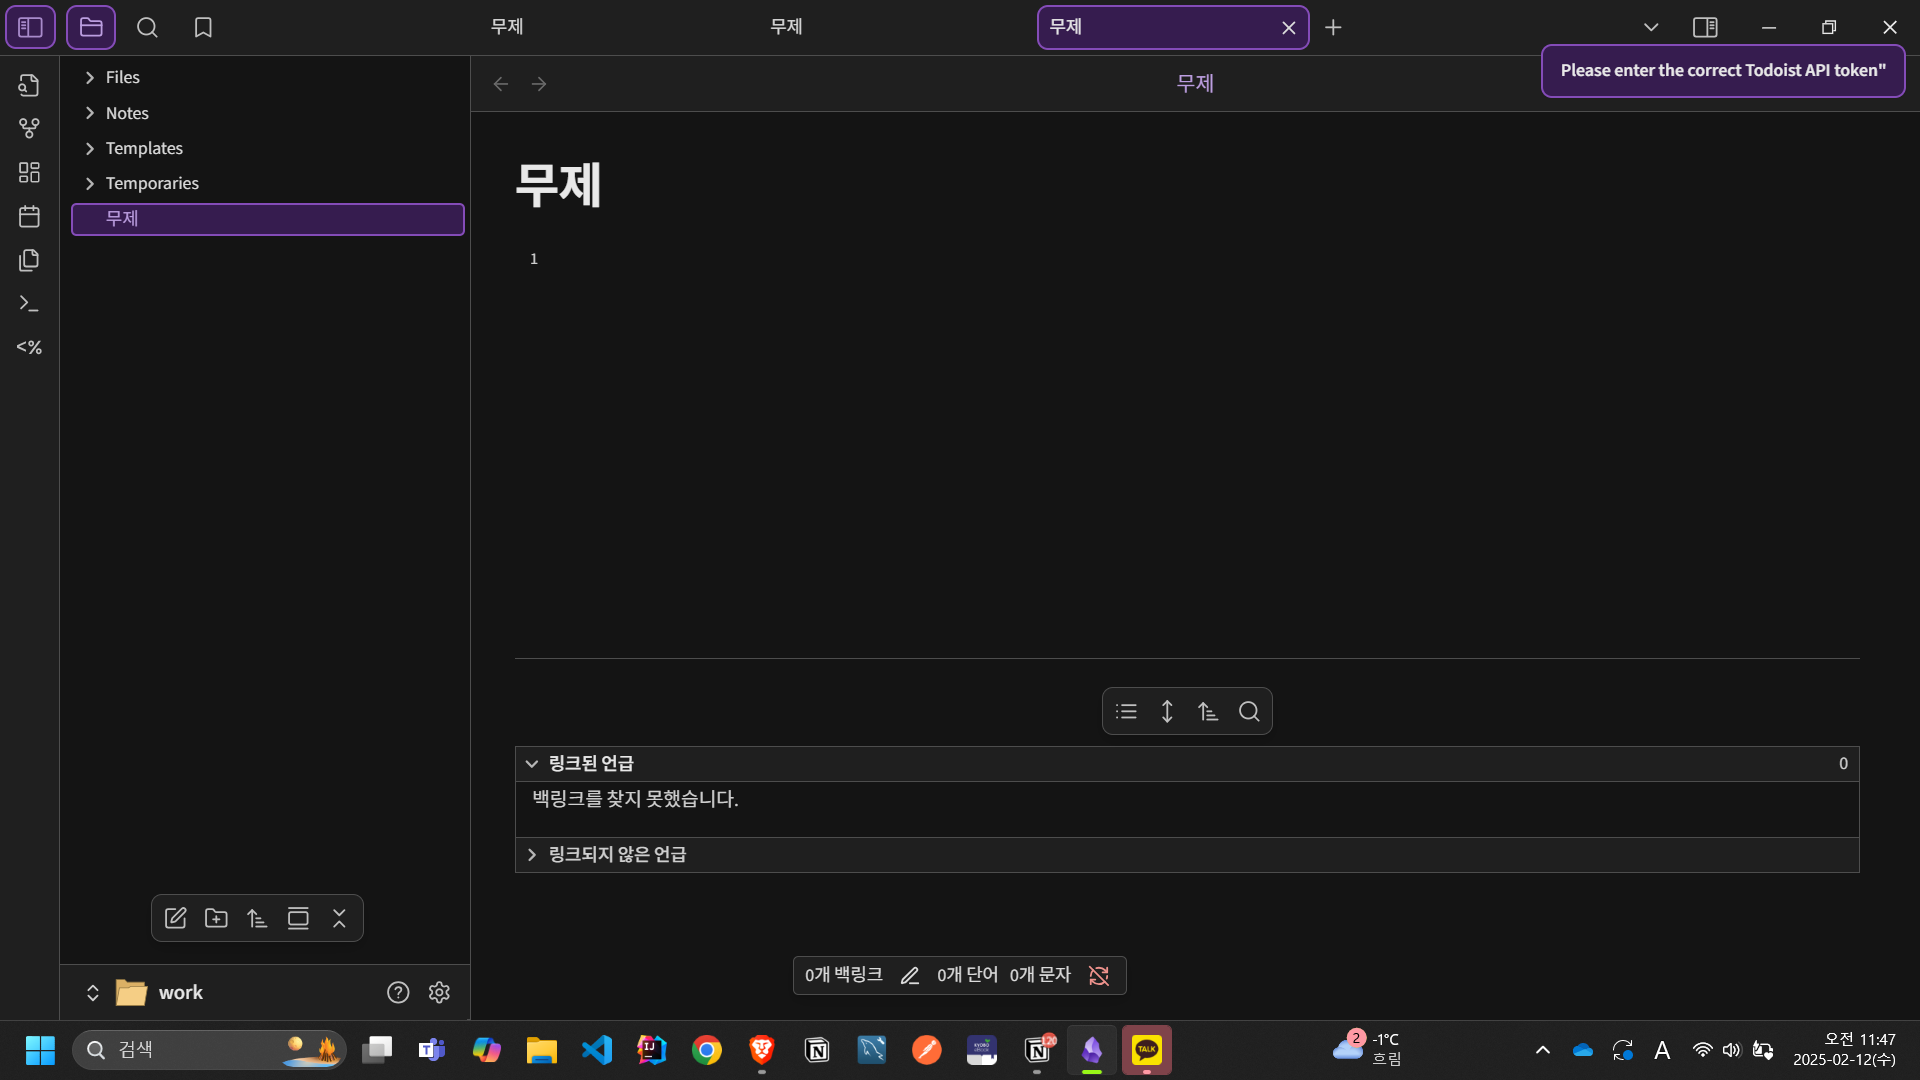 무제
무제
무제
Please enter the correct Todoist API token"
Files
Notes
Templates
Temporaries
무제
무제
무제
1
<%
링크된 언급
0
백링크를 찾지 못했습니다.
링크되지 않은 언급
0개 백링크
0개 단어
0개 문자
work
검색
120
TALK
2
-1°C
흐림
A
오전 11:47
2025-02-12(수)